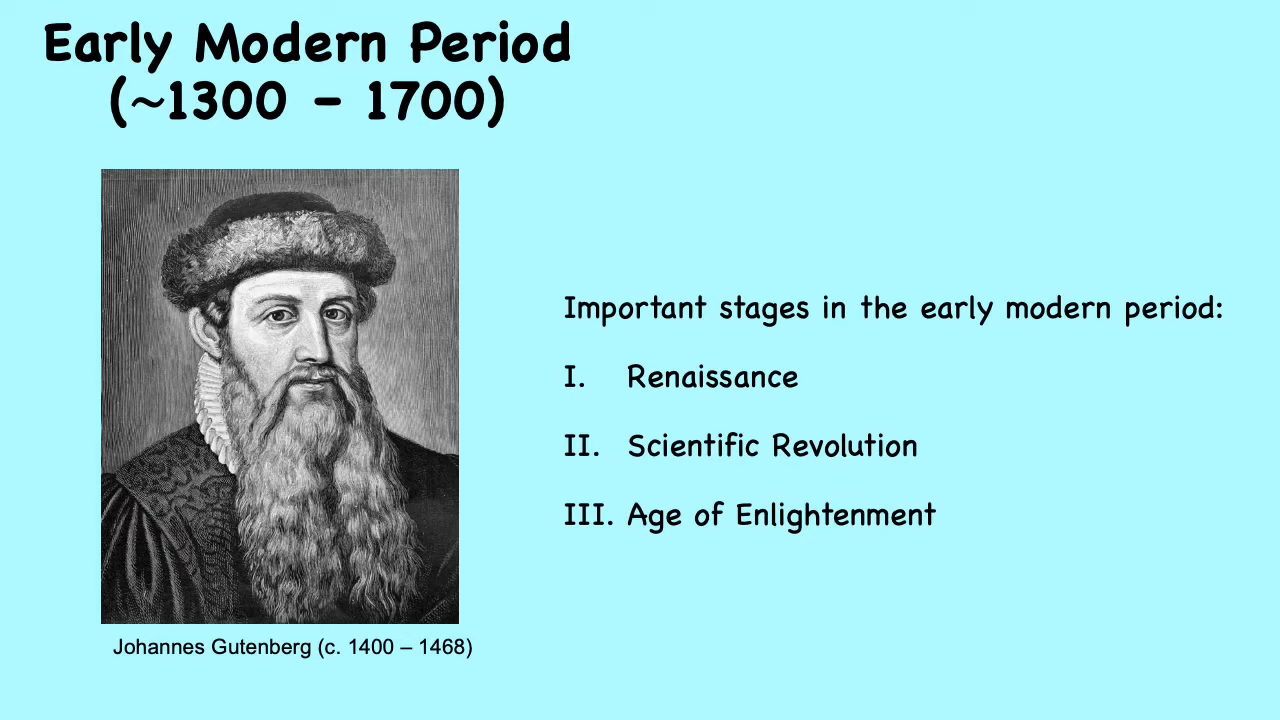 Early Modern Period
(~1300 – 1700)
Important stages in the early modern period:
I. Renaissance
II. Scientific Revolution
III. Age of Enlightenment
Johannes Gutenberg (c. 1400 – 1468)